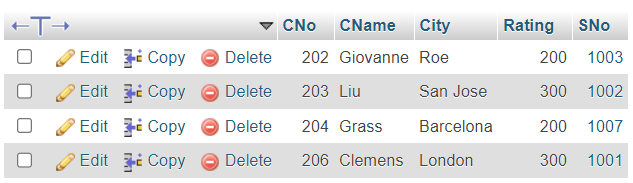 CNo CName City Rating SNo
Edit Copy Delete 202 Giovanne Roe 200 1003
Edit Copy Delete 203 Liu San Jose 300 1002
Edit Copy Delete 204 Grass Barcelona 200 1007
Edit Copy Delete 206 Clemens London 300 1001